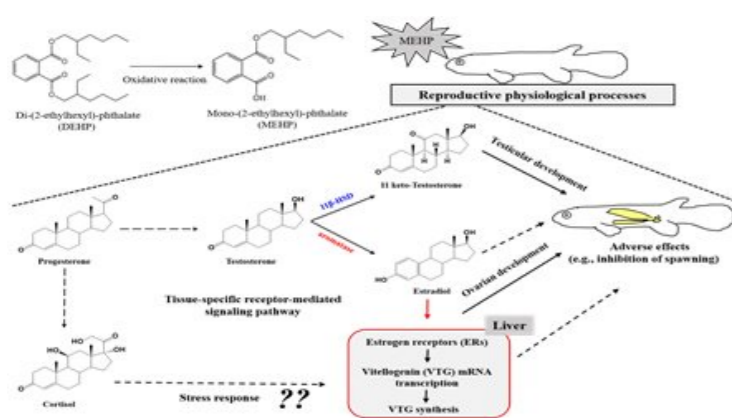 MEHP
Oxidative reaction
Di-(2-ethylhexyl)-phthalate
(DEHP)
Mono-(2-ethylhexyl)-phthalate
(MEHP)
Reproductive physiological processes
11β-HSD
aromatase
11 keto-Testosterone
Testicular development
Progesterone
Testosterone
Estradiol
Ovarian development
Adverse effects
(e.g., inhibition of spawning)
Tissue-specific receptor-mediated
signaling pathway
Liver
Estrogen receptors (ERs)
Vitellogenin (VTG) mRNA
transcription
VTG synthesis
Cortisol
Stress response
??